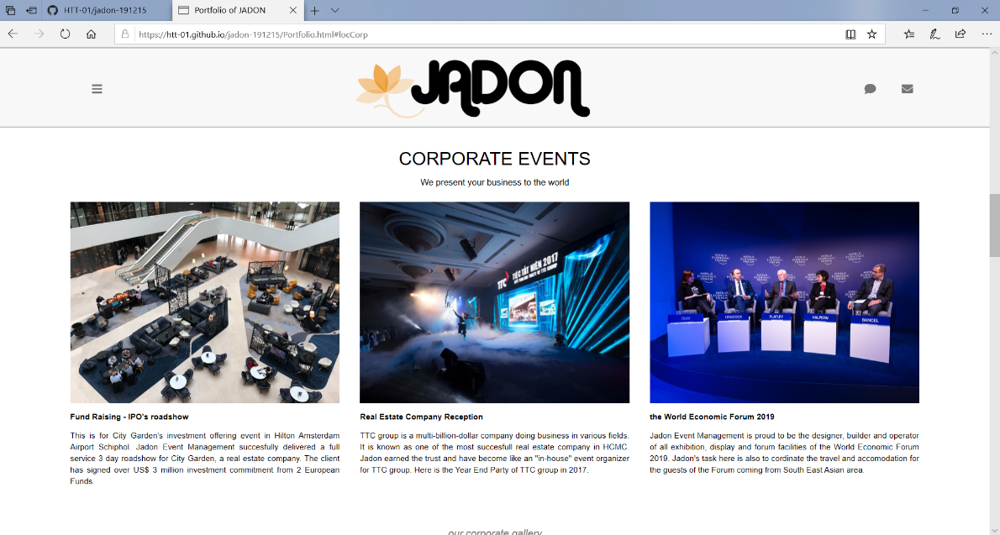 HTT-01/jadon-191215
Portfolio of JADON
https://htt-01.github.io/jadon-191215/Portfolio.html#locCorp
JADON
CORPORATE EVENTS
We present your business to the world
TTC
TIỆC TẤT NIÊN 2017
WORLD ECONOMIC FORUM
HANCOCK
FLATLEY
HALPERN
BANCEL
Fund Raising - IPO's roadshow
This is for City Garden's investment offering event in Hilton Amsterdam
Airport Schiphol. Jadon Event Management succesfully delivered a full
service 3 day roadshow for City Garden, a real estate company. The client
has signed over US$ 3 million investment commitment from 2 European
Funds.
Real Estate Company Reception
TTC group is a multi-billion-dollar company doing business in various fields.
It is known as one of the most succesfull real estate company in HCMC.
Jadon earned the trust and have become like an "in-house" event organizer
for TTC group. Here is the Year End Party of TTC group in 2017.
the World Economic Forum 2019
Jadon Event Management is proud to be the designer, builder and operator
of all exhibition, display and forum facilities of the World Economic Forum
2019. Jadon's task here is also to cordinate the travel and accomodation for
the guests of the Forum coming from South East Asian area.
our corporate gallery